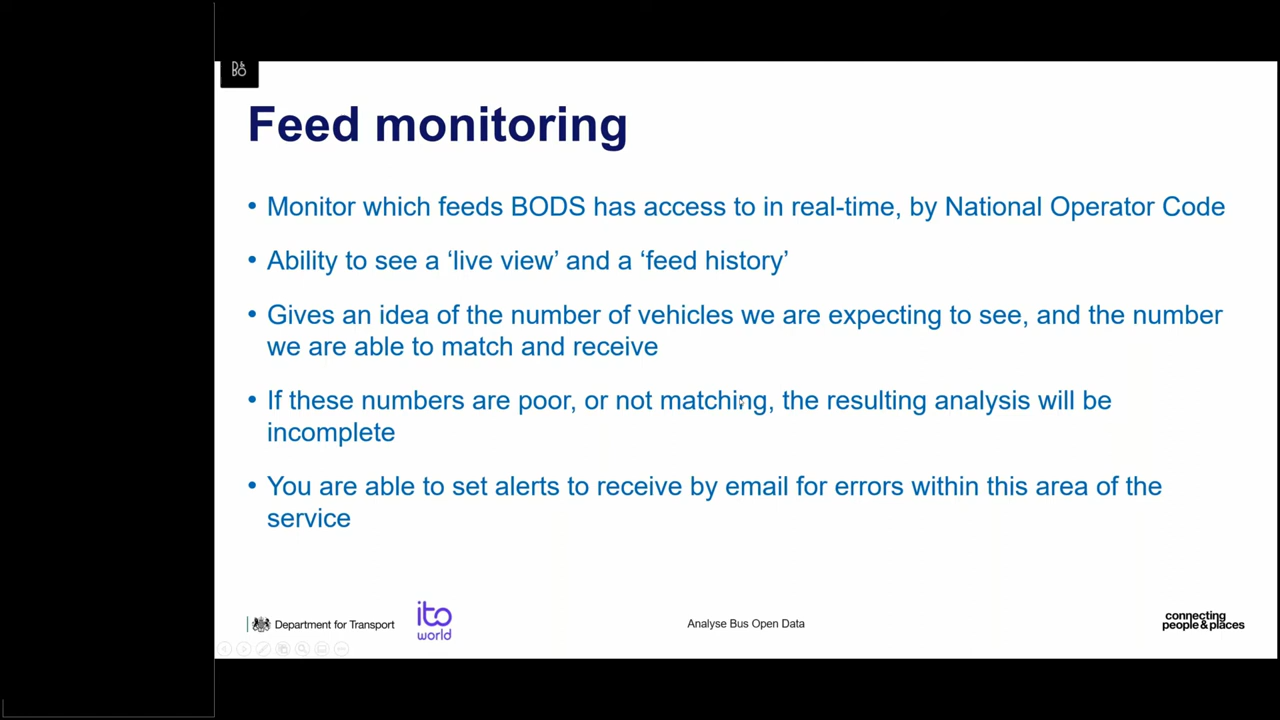 D&
BO
Feed monitoring
• Monitor which feeds BODS has access to in real-time, by National Operator Code
• Ability to see a ‘live view’ and a ‘feed history’
• Gives an idea of the number of vehicles we are expecting to see, and the number
we are able to match and receive
• If these numbers are poor, or not matching, the resulting analysis will be
incomplete
• You are able to set alerts to receive by email for errors within this area of the
service
Department for Transport
ito
world
Analyse Bus Open Data
connecting
people&places